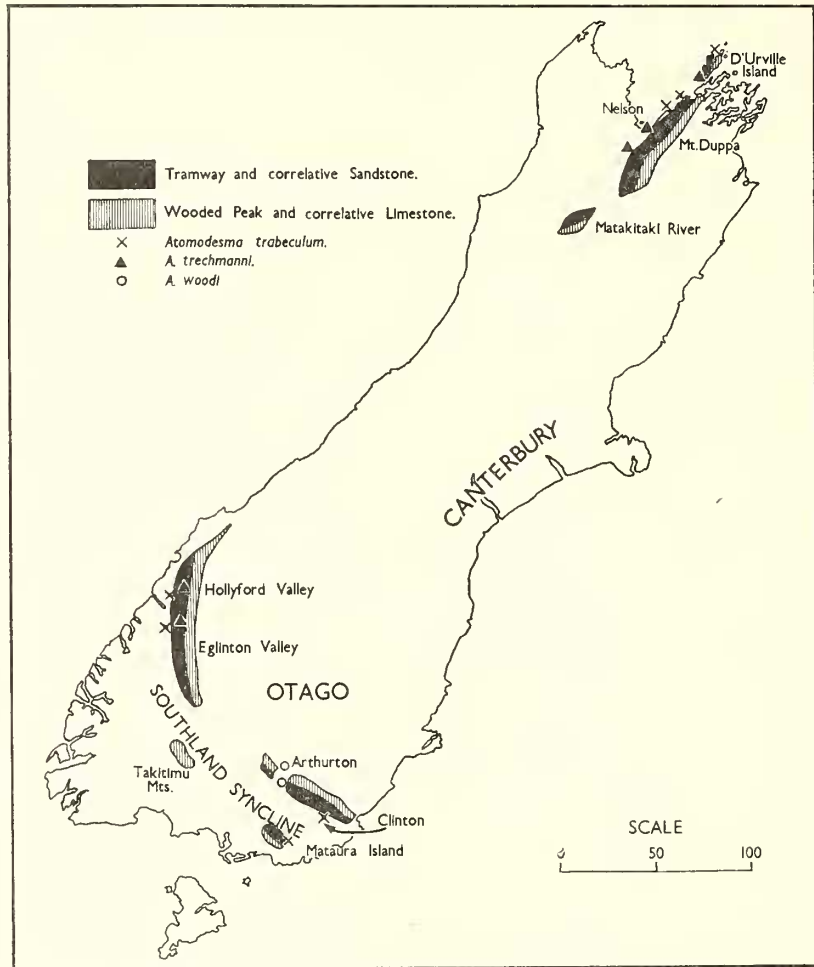 D'Urville
Island
Nelson
Mt. Duppa
Tramway and correlative Sandstone.
Wooded Peak and correlative Limestone.
Atomodesma trabeculum.
A. trechmanni.
A. woodi
Matakitaki River
CANTERBURY
Hollyford Valley
Eglinton Valley
OTAGO
SOUTHLAND SYNCLINE
Takitimu
Mts.
Arthurton
Clinton
Mataura Island
SCALE
0 50 100